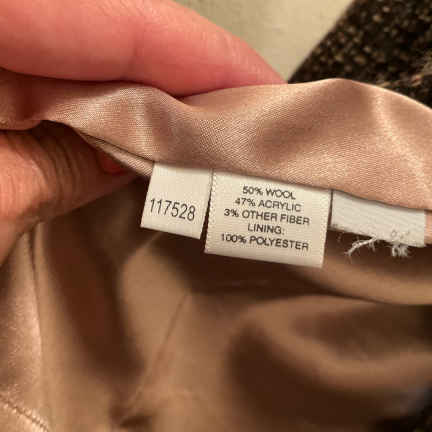 117528
50% WOOL
47% ACRYLIC
3% OTHER FIBER
LINING:
100% POLYESTER